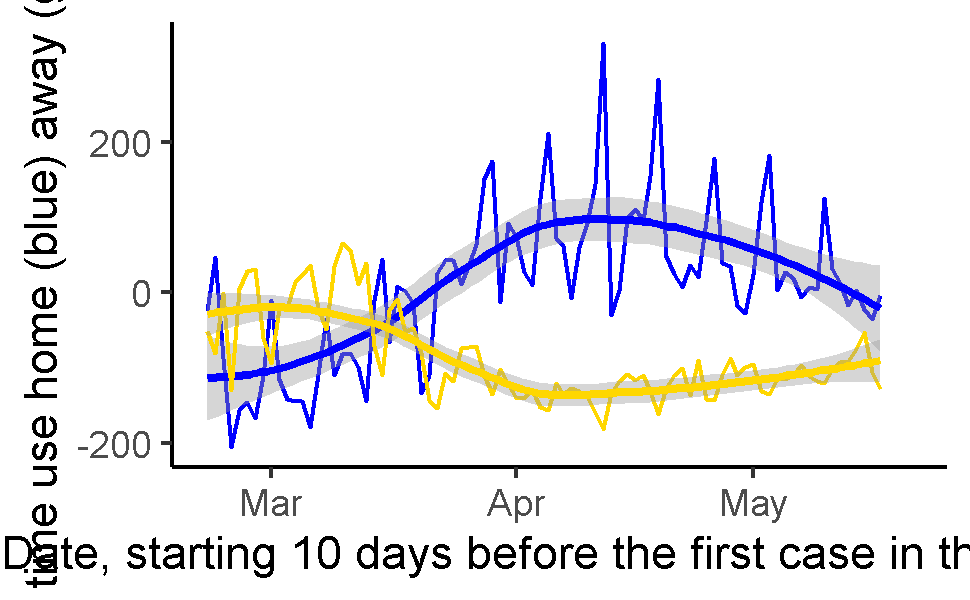 time use home (blue) away (
200
0
-200
Mar Apr May
Date, starting 10 days before the first case in th